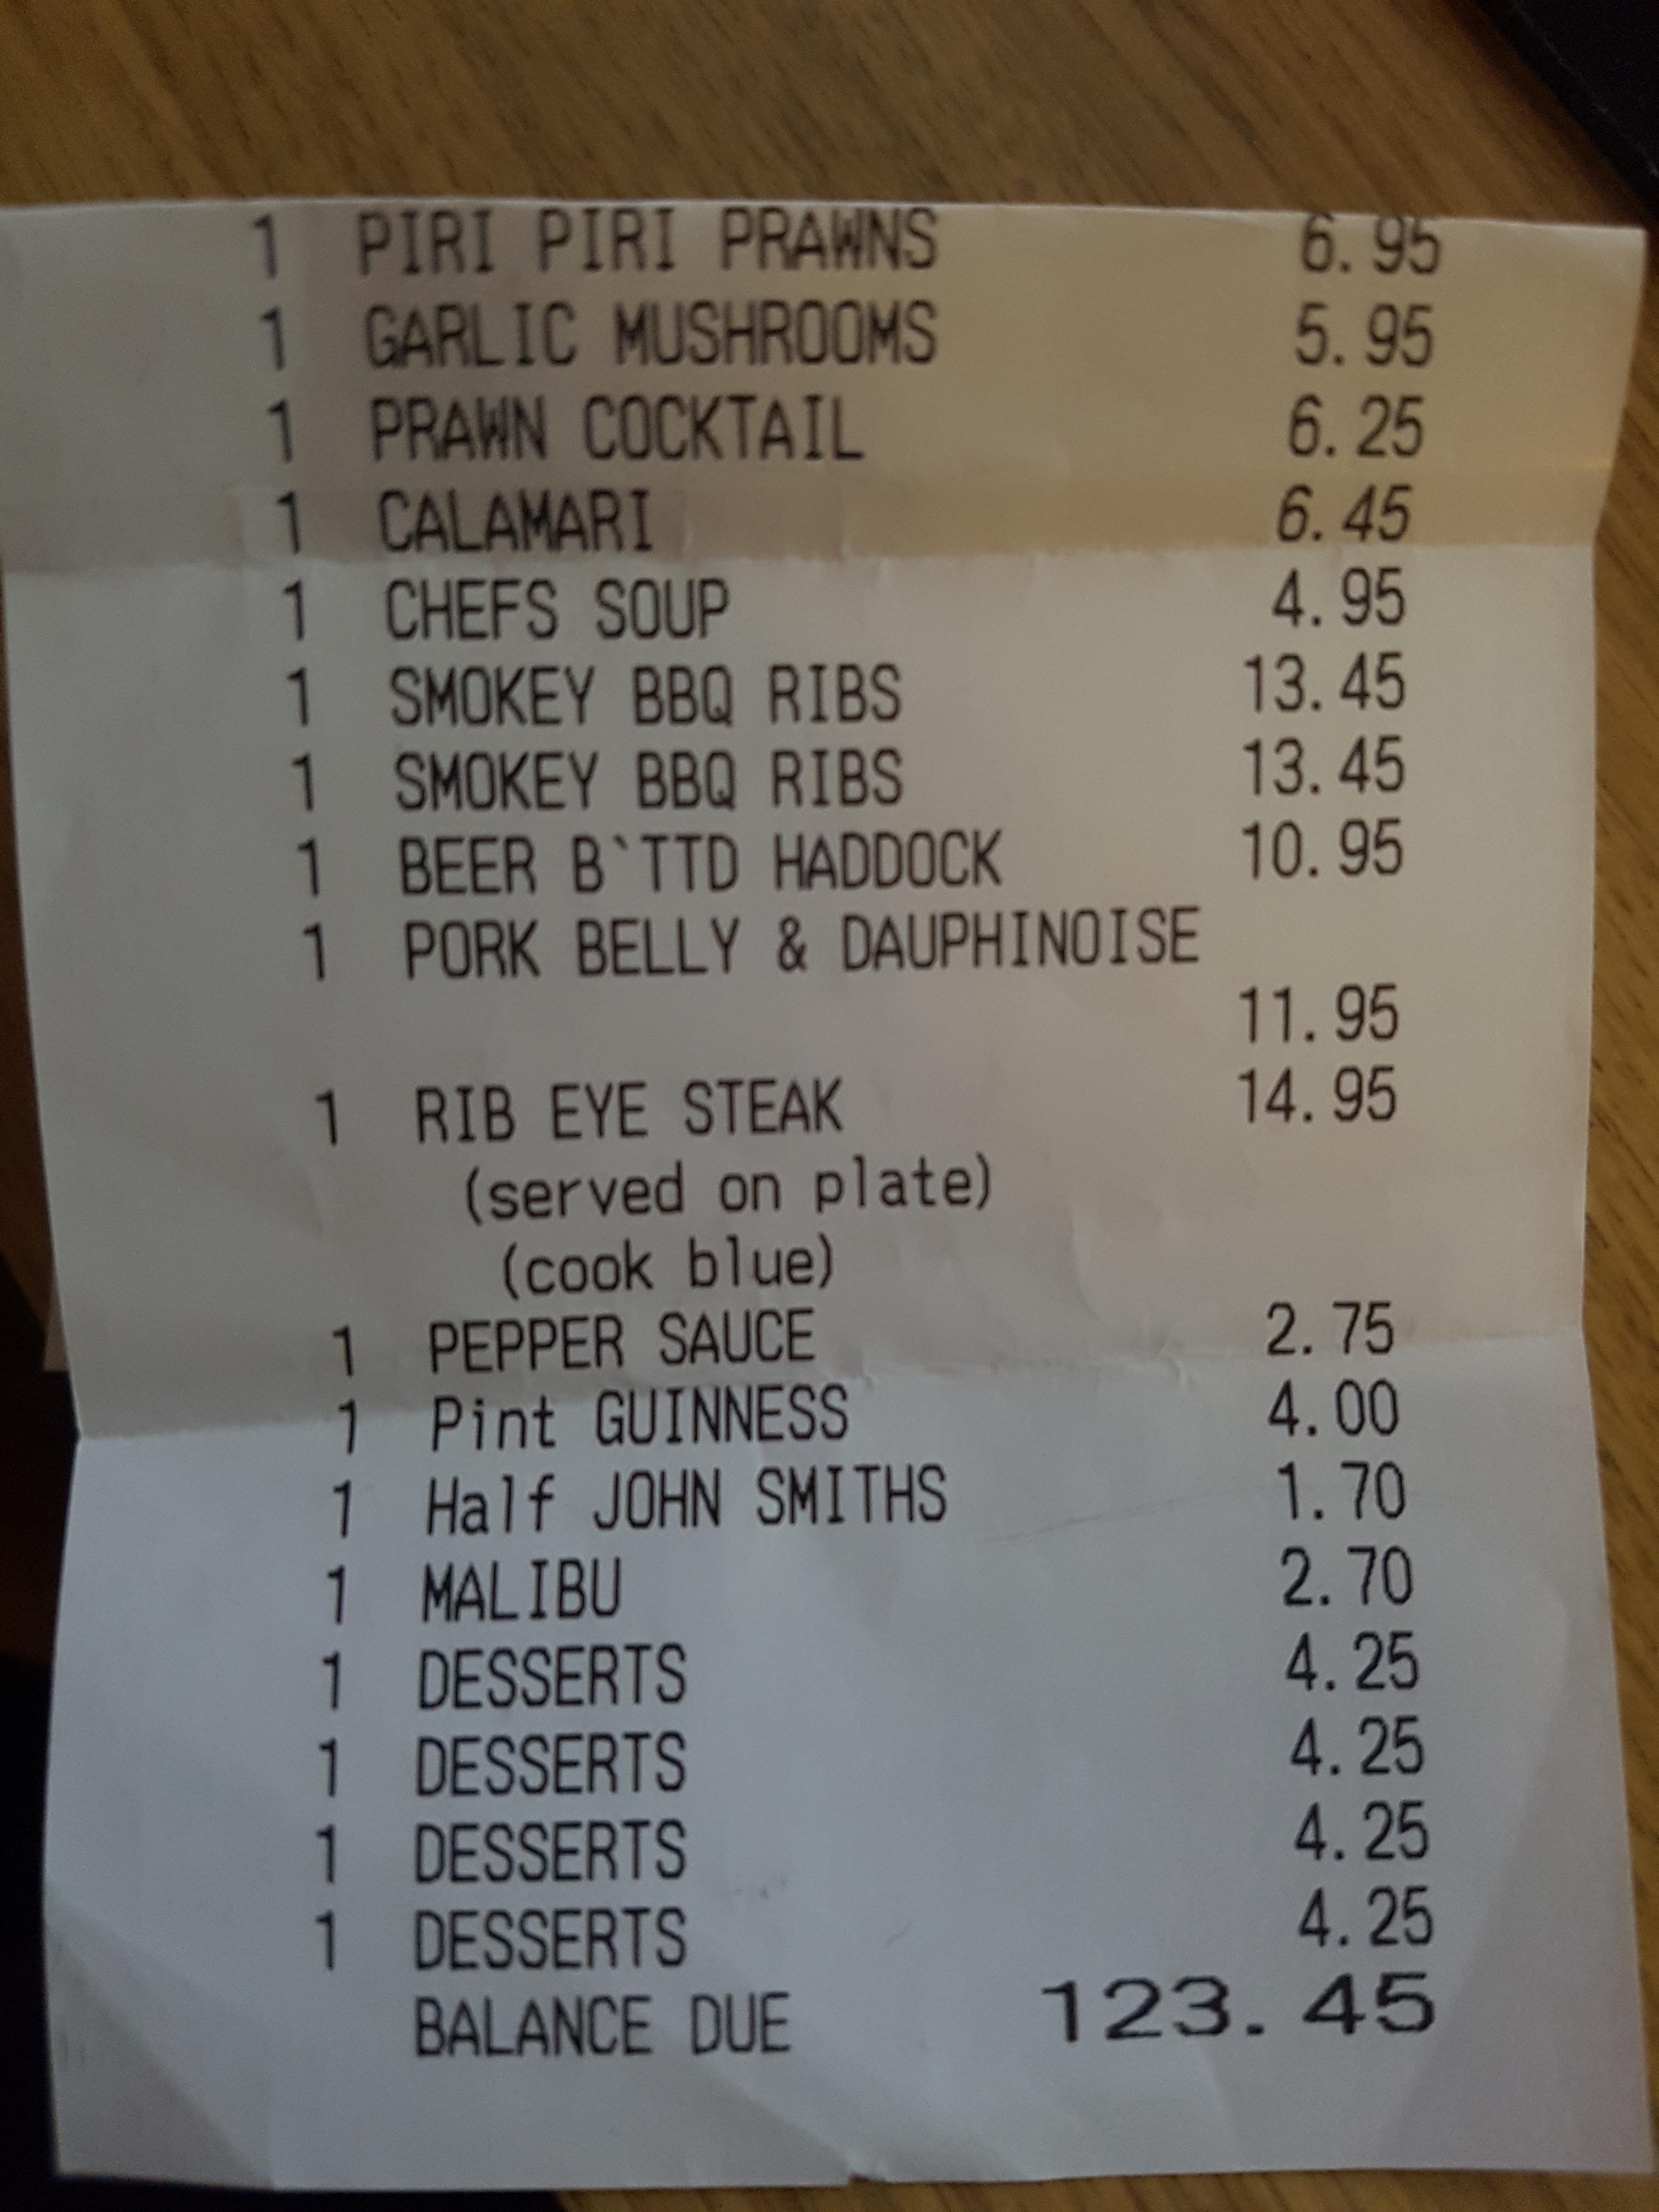 1 PIRI PIRI PRAWNS 6.95
1 GARLIC MUSHROOMS 5.95
1 PRAWN COCKTAIL 6.25
1 CALAMARI 6.45
1 CHEFS SOUP 4.95
1 SMOKEY BBQ RIBS 13.45
1 SMOKEY BBQ RIBS 13.45
1 BEER B`TTD HADDOCK 10.95
1 PORK BELLY & DAUPHINOISE
11.95
1 RIB EYE STEAK 14.95
(served on plate)
(cook blue)
1 PEPPER SAUCE 2.75
1 Pint GUINNESS 4.00
1 Half JOHN SMITHS 1.70
1 MALIBU 2.70
1 DESSERTS 4.25
1 DESSERTS 4.25
1 DESSERTS 4.25
1 DESSERTS 4.25
BALANCE DUE 123.45